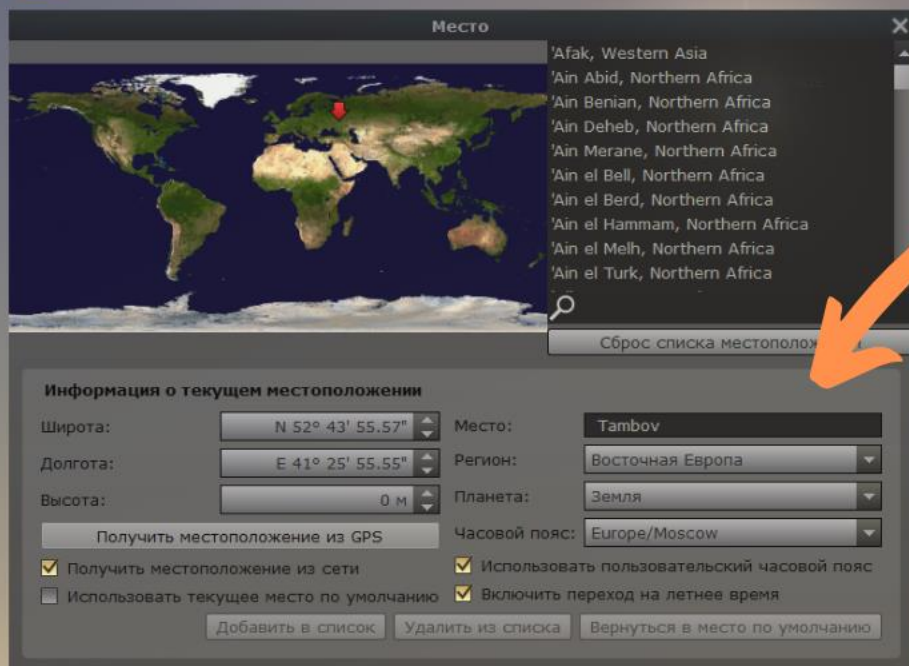 Место
'Afak, Western Asia
'Ain Abid, Northern Africa
'Ain Benian, Northern Africa
'Ain Deheb, Northern Africa
'Ain Merane, Northern Africa
'Ain el Bell, Northern Africa
'Ain el Berd, Northern Africa
'Ain el Hammam, Northern Africa
'Ain el Melh, Northern Africa
'Ain el Turk, Northern Africa
Сброс списка местополо
Информация о текущем местоположении
Широта: N 52° 43' 55.57" Место: Tambov
Долгота: E 41° 25' 55.55" Регион: Восточная Европа
Высота: 0 м Планета: Земля
Получить местоположение из GPS Часовой пояс: Europe/Moscow
Получить местоположение из сети Использовать пользовательский часовой пояс
Использовать текущее место по умолчанию Включить переход на летнее время
Добавить в список Удалить из списка Вернуться в место по умолчанию